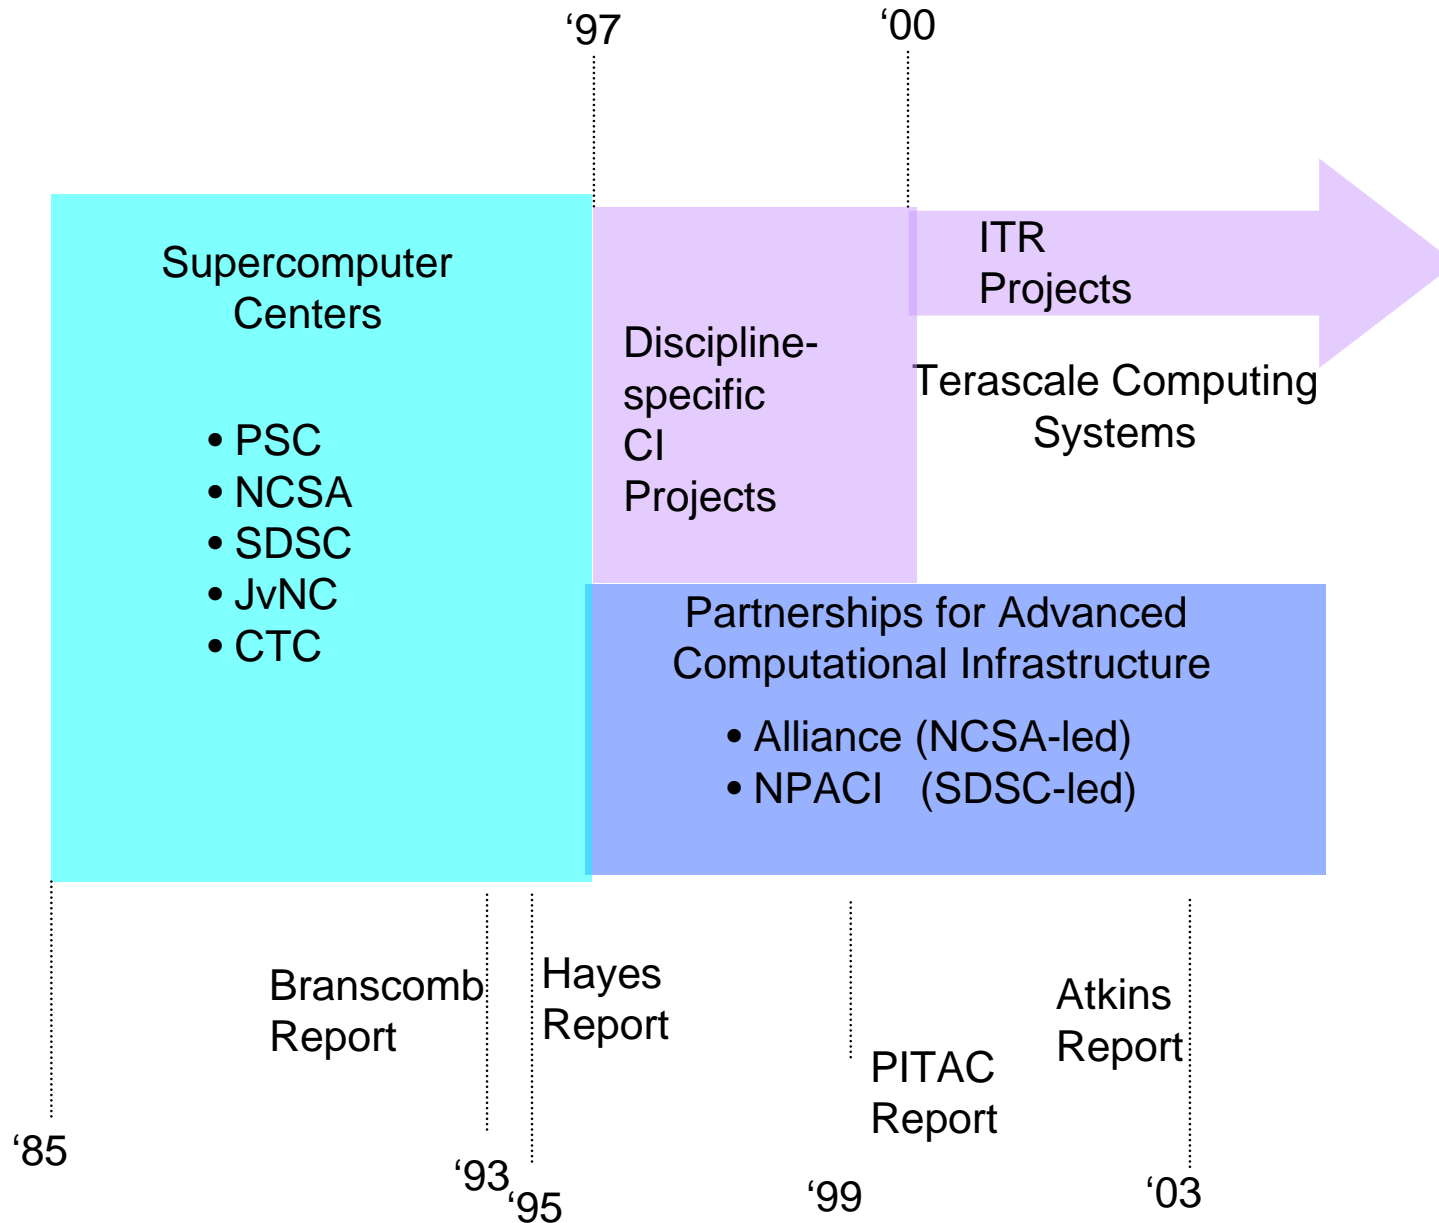 ‘97
‘00
Supercomputer
Centers
• PSC
• NCSA
• SDSC
• JvNC
• CTC
Discipline-
specific
CI
Projects
ITR
Projects
Terascale Computing
Systems
Partnerships for Advanced
Computational Infrastructure
• Alliance (NCSA-led)
• NPACI (SDSC-led)
Branscomb
Report
Hayes
Report
PITAC
Report
Atkins
Report
‘85
‘93
‘95
‘99
‘03